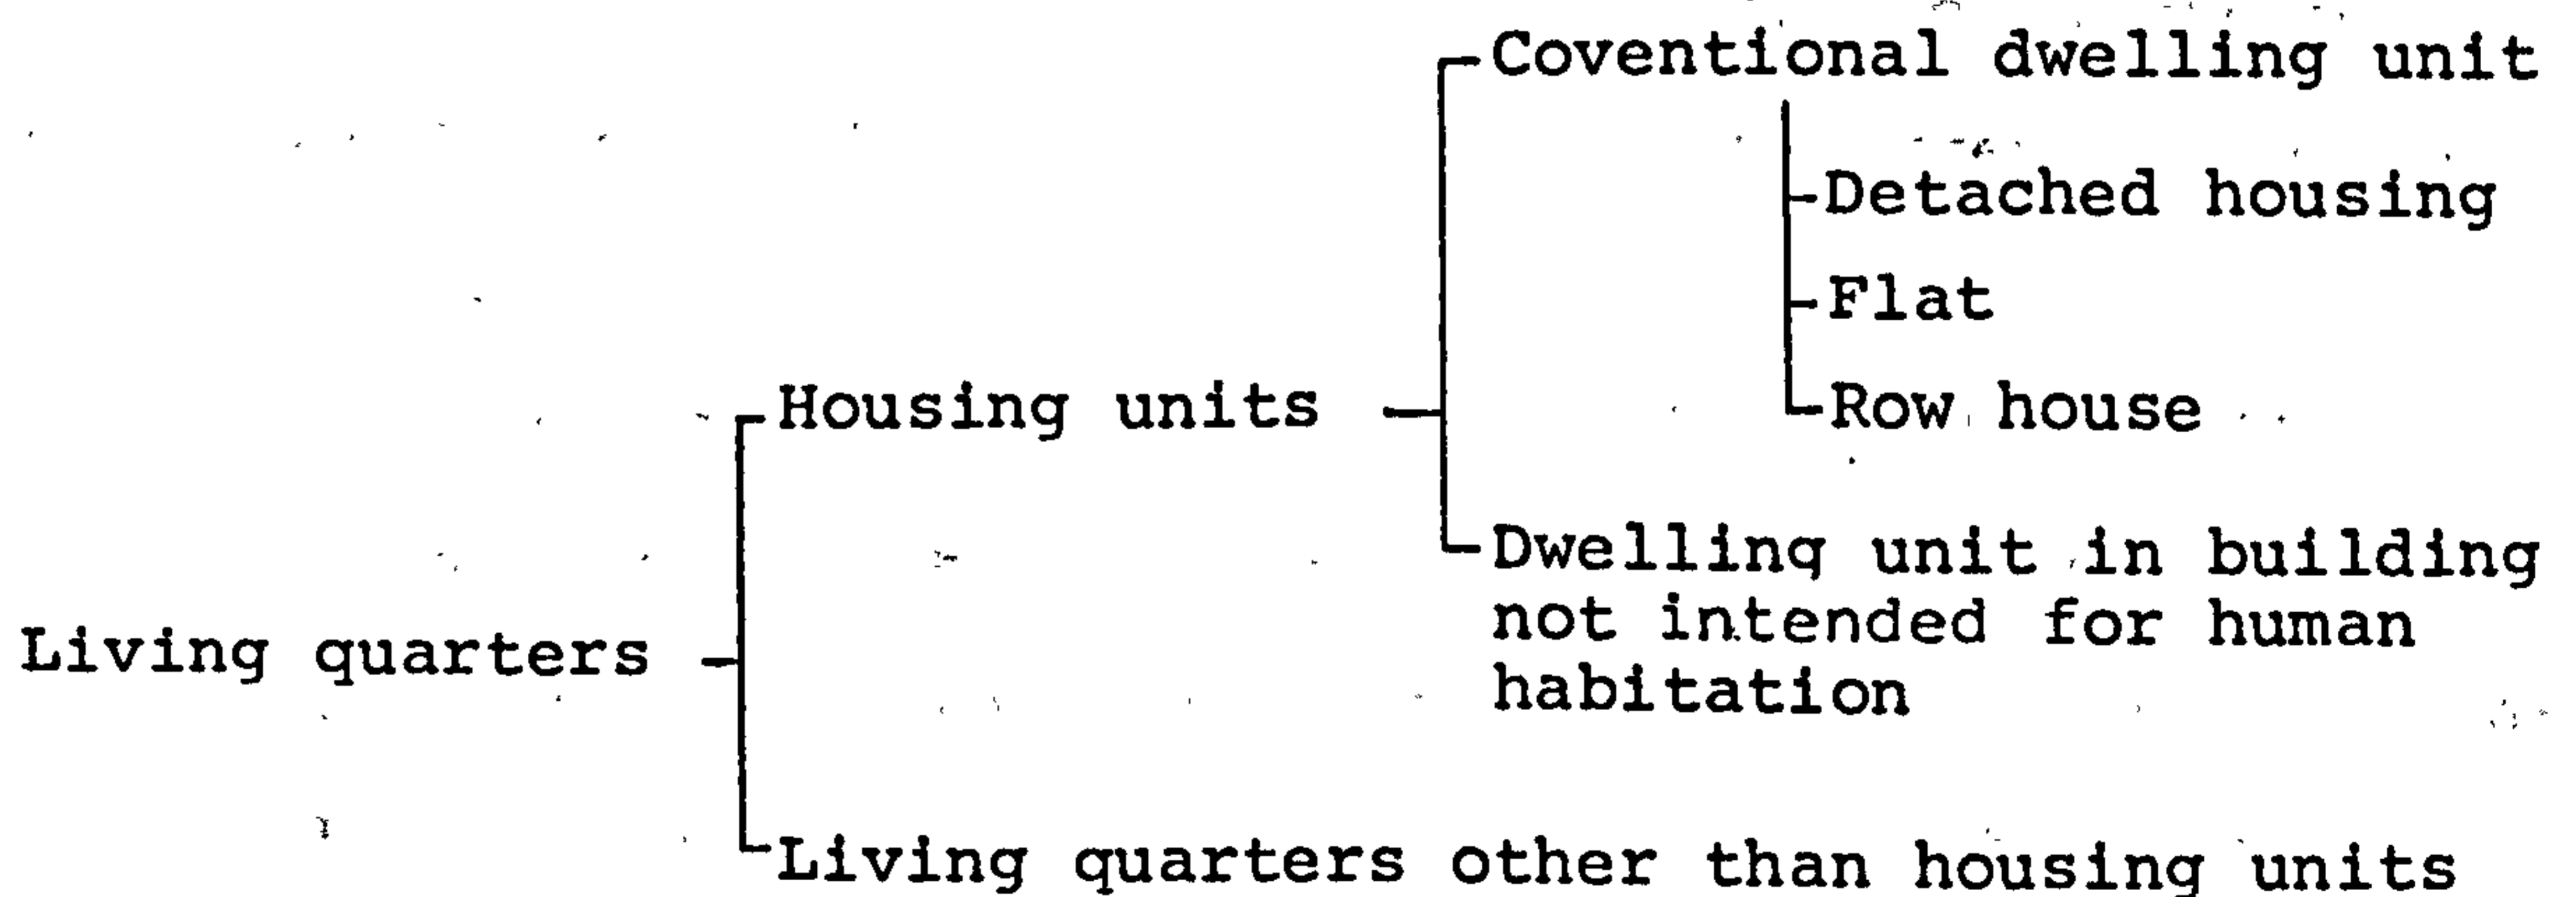 Coventional dwelling unit
Detached housing
Flat
Housing units
Row house
Dwelling unit in building
not intended for human
habitation
Living quarters
Living quarters other than housing units